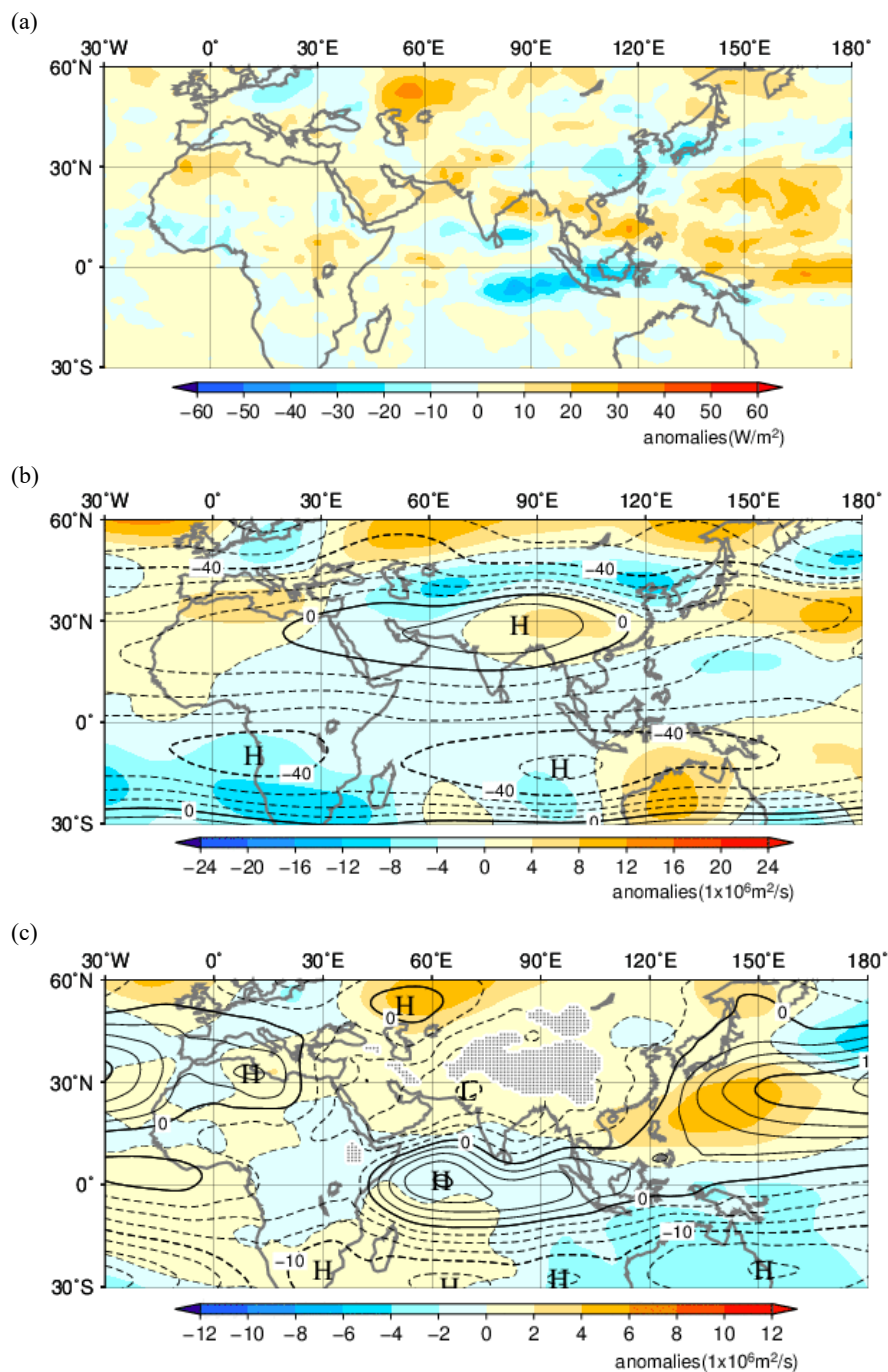 (a)
30˚W 0˚ 30˚E 60˚E 90˚E 120˚E 150˚E 180˚
60˚N
30˚N
0˚
30˚S
−60 −50 −40 −30 −20 −10 0 10 20 30 40 50 60
anomalies(W/m²)
(b)
30˚W 0˚ 30˚E 60˚E 90˚E 120˚E 150˚E 180˚
60˚N
−40 −40
30˚N
0 H 0
0˚
H −40 −40
H
−40
30˚S
0 0
−24 −20 −16 −12 −8 −4 0 4 8 12 16 20 24
anomalies(1x10⁶m²/s)
(c)
30˚W 0˚ 30˚E 60˚E 90˚E 120˚E 150˚E 180˚
60˚N
H
0 0
1
30˚N
H
L
0 0
0˚
H
0
−10 −10
H H H H
30˚S
−12 −10 −8 −6 −4 −2 0 2 4 6 8 10 12
anomalies(1x10⁶m²/s)